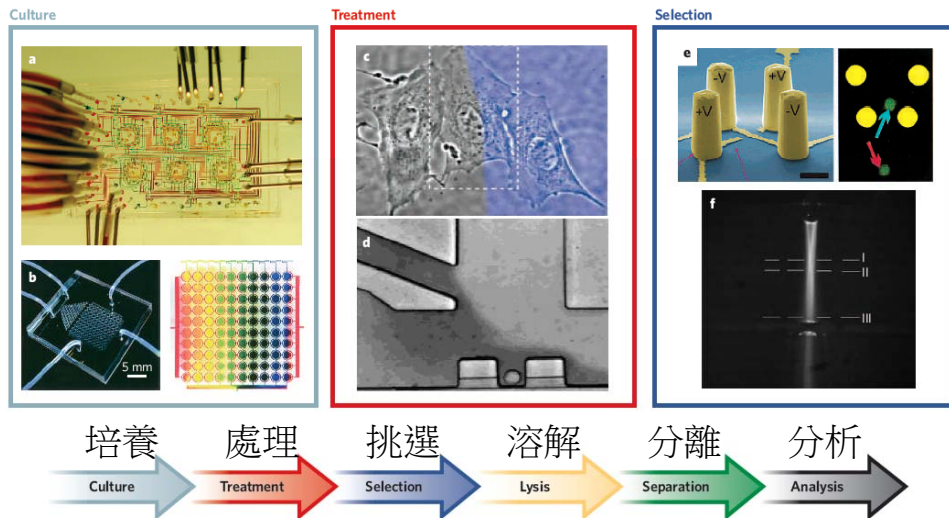 Culture
Treatment
Selection
a
b
5 mm
c
d
e
-V
+V
+V
-V
f
I
II
III
培養
處理
挑選
溶解
分離
分析
Culture
Treatment
Selection
Lysis
Separation
Analysis